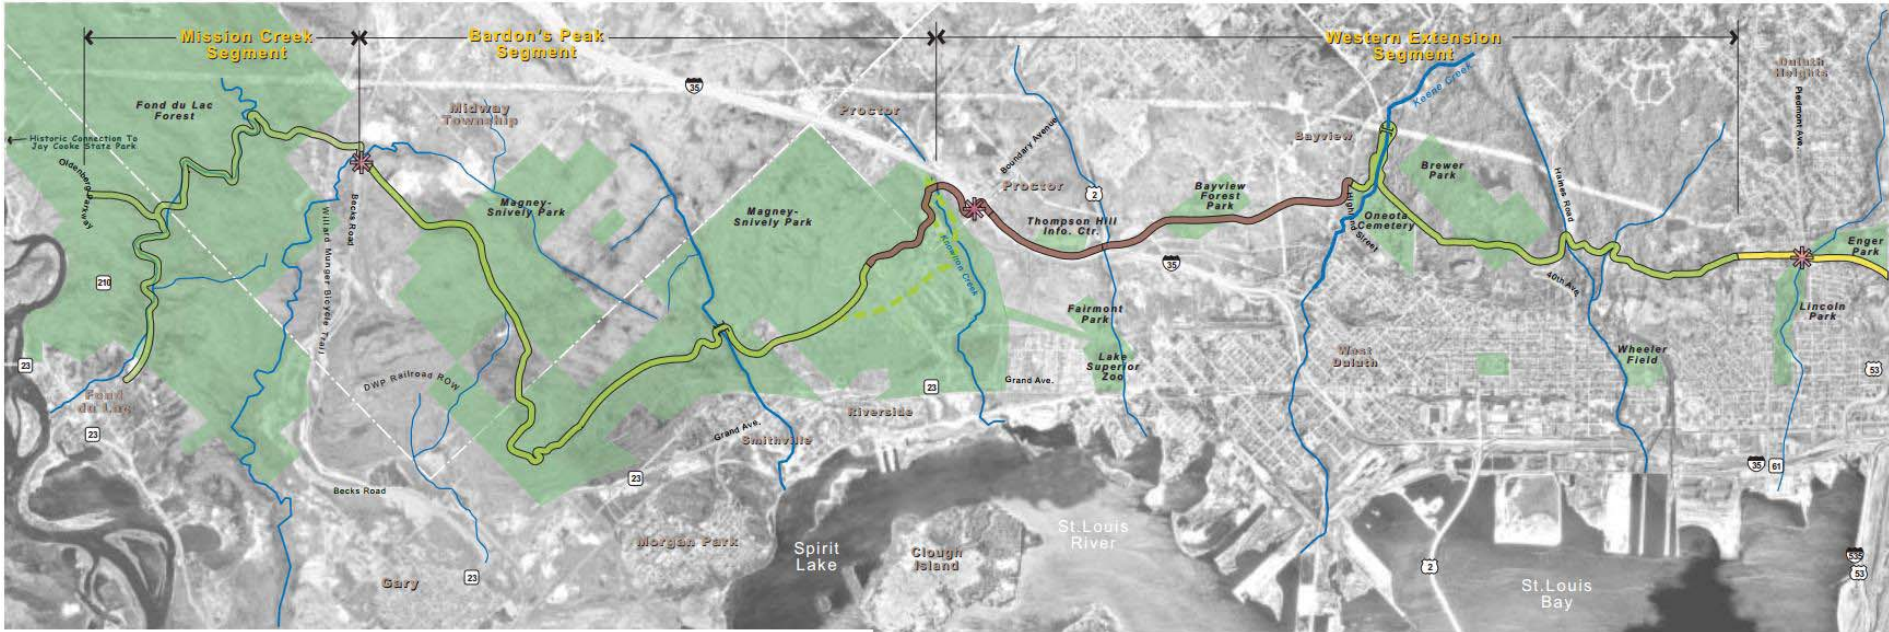 Mission Creek
Segment
Bardon's Peak
Segment
Western Extension
Segment
Fond du Lac
Forest
Historic Connection To
Jay Cooke State Park
Oldenberg Parkway
Midway
Township
35
Proctor
Boundary Avenue
Proctor
2
Keene Creek
Bayview
Duluth
Heights
Piedmont Ave.
Willard Munger Bicycle Trail
Becks Road
Magney-
Snively Park
Magney-
Snively Park
Knowlton Creek
Thompson Hill
Info. Ctr.
Bayview
Forest
Park
35
Highland Street
Brewer
Park
Oneota
Cemetery
Haines Road
40th Ave.
Enger
Park
Lincoln
Park
210
23
Fond
du Lac
23
DWP Railroad ROW
Fairmont
Park
Lake
Superior
Zoo
Grand Ave.
23
Riverside
Grand Ave.
Smithville
West
Duluth
Wheeler
Field
53
35
61
Becks Road
23
Morgan Park
Gary
23
Spirit
Lake
Clough
Island
St.Louis
River
2
St.Louis
Bay
535
53